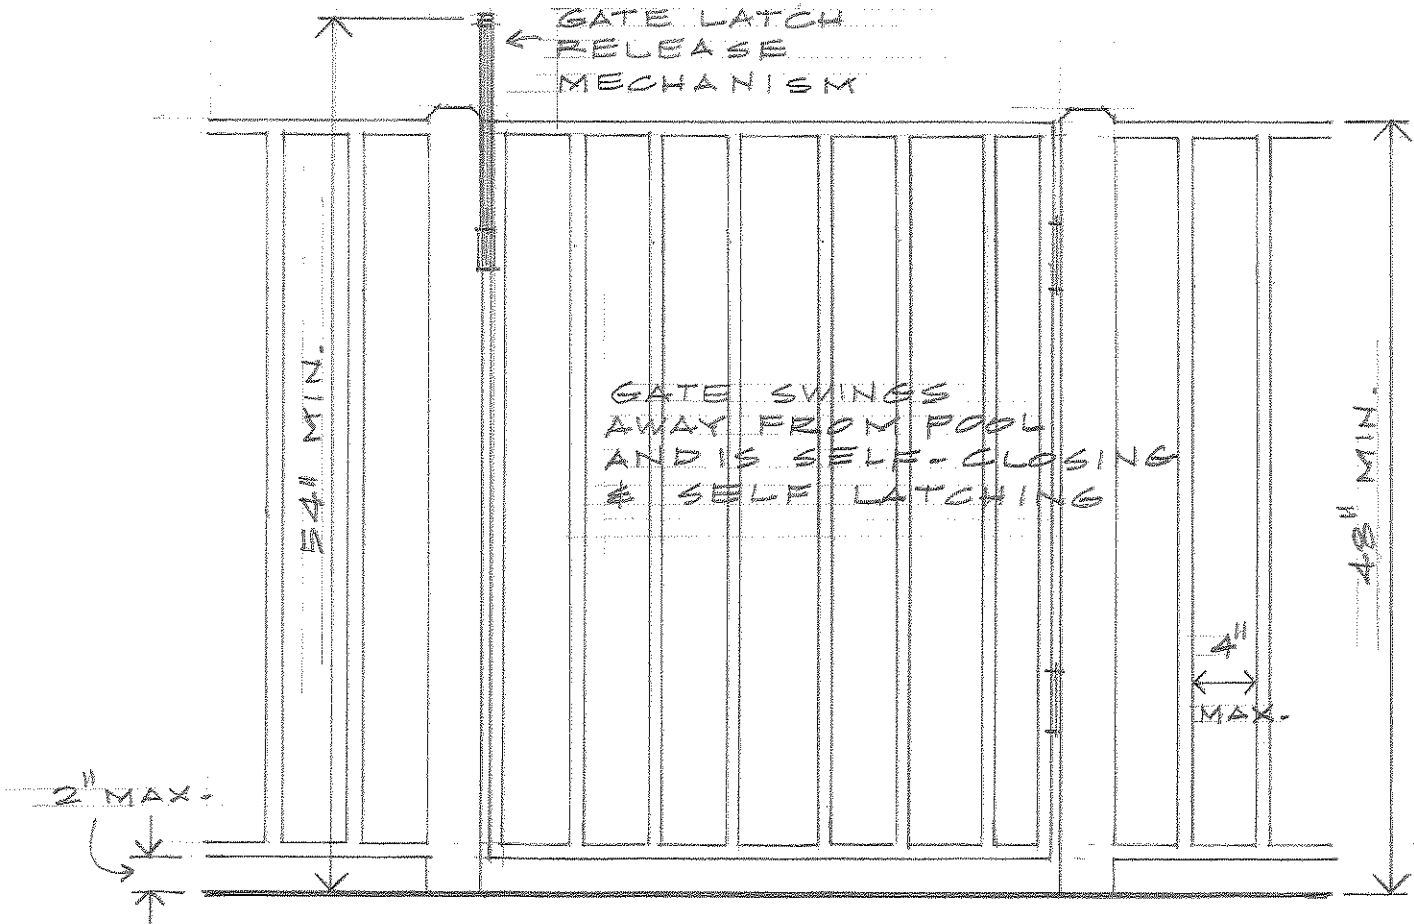 GATE LATCH
RELEASE
MECHANISM
54" MIN.
GATE SWINGS
AWAY FROM POOL
AND IS SELF-CLOSING
& SELF LATCHING
48" MIN.
4"
MAX.
2" MAX.